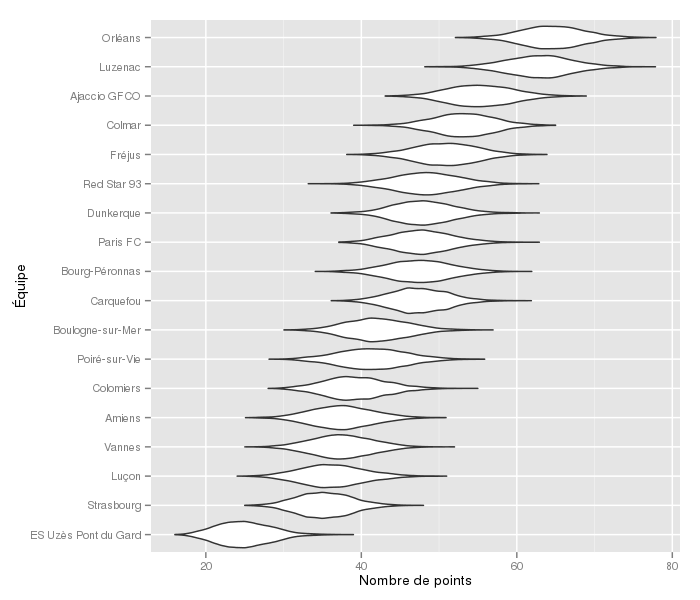 Orléans
Luzenac
Ajaccio GFCO
Colmar
Fréjus
Red Star 93
Dunkerque
Paris FC
Bourg-Péronnas
Carquefou
Boulogne-sur-Mer
Poiré-sur-Vie
Colomiers
Amiens
Vannes
Luçon
Strasbourg
ES Uzès Pont du Gard
Équipe
20 40 60 80
Nombre de points